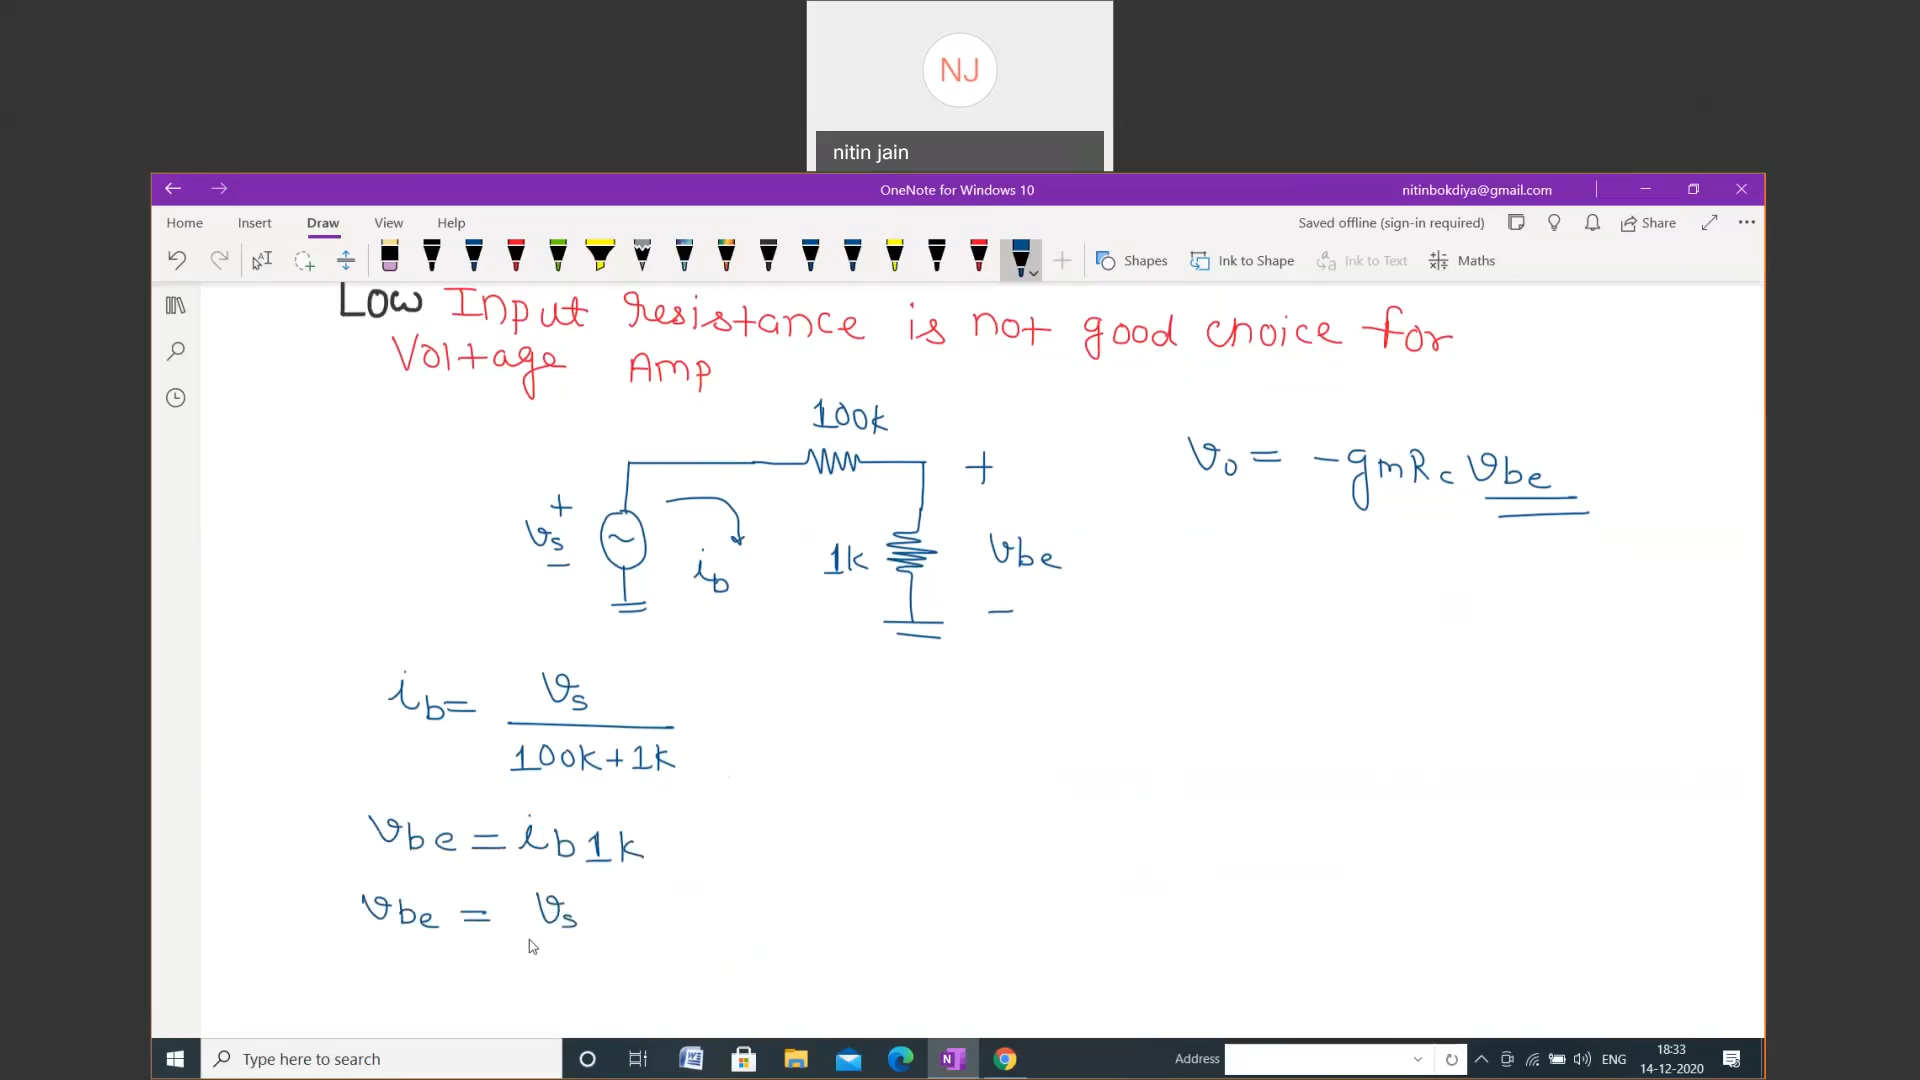 NJ
nitin jain
OneNote for Windows 10
nitinbokdiya@gmail.com
Home Insert Draw View Help
Saved offline (sign-in required)
Share
Shapes
Ink to Shape
Ink to Text
Maths
Low Input resistance is not good choice for
Voltage Amp
100k
+
v₀ = -gmRc vbe
+
vs
-
ib
1k
vbe
-
ib = vs
100k+1k
vbe = ib 1k
vbe = vs
Type here to search
Address
ENG
18:33
14-12-2020